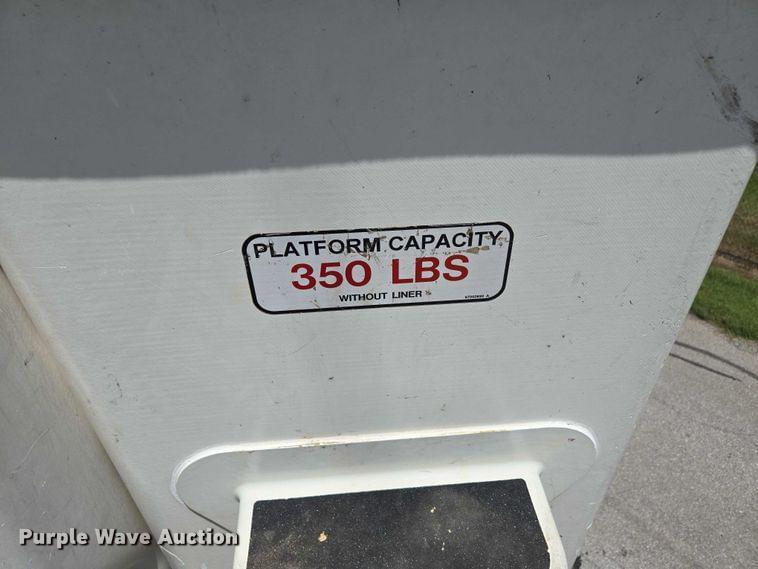 PLATFORM CAPACITY
350 LBS
WITHOUT LINER
Purple Wave Auction